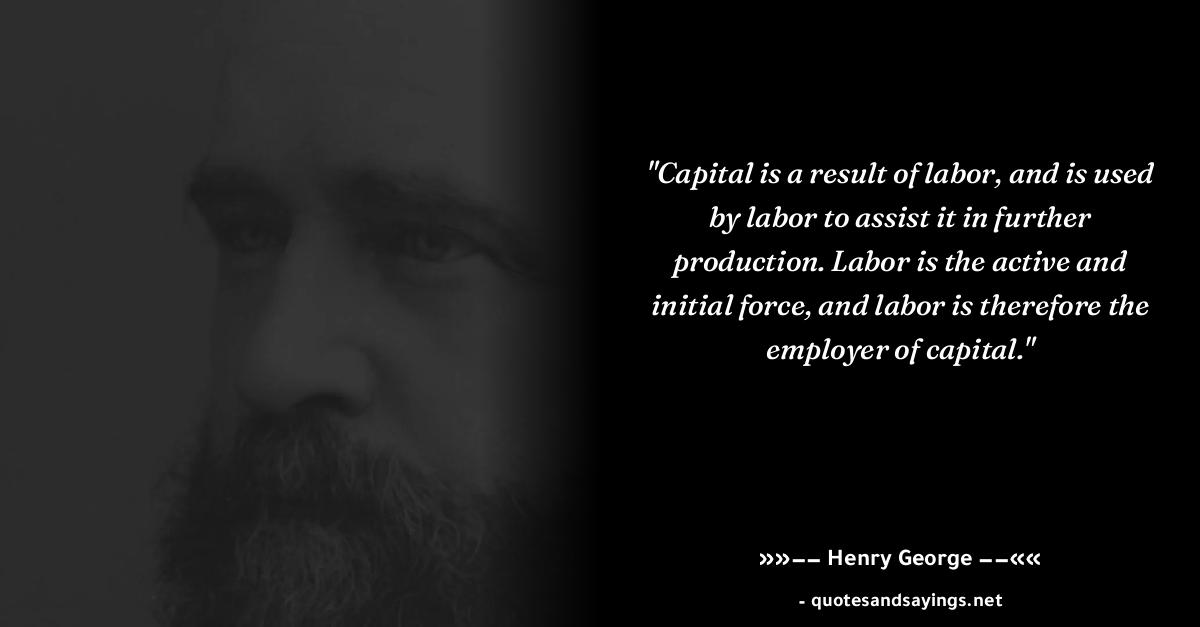 "Capital is a result of labor, and is used
by labor to assist it in further
production. Labor is the active and
initial force, and labor is therefore the
employer of capital."
»»–– Henry George ––««
- quotesandsayings.net